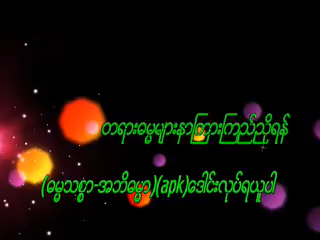 တရားဓမ္မများနာကြားကြည်ညိုရန်
(ဓမ္မသစ္စာ-အဘိဓမ္မာ)(apk)ဒေါင်းလုပ်ရယူပါ